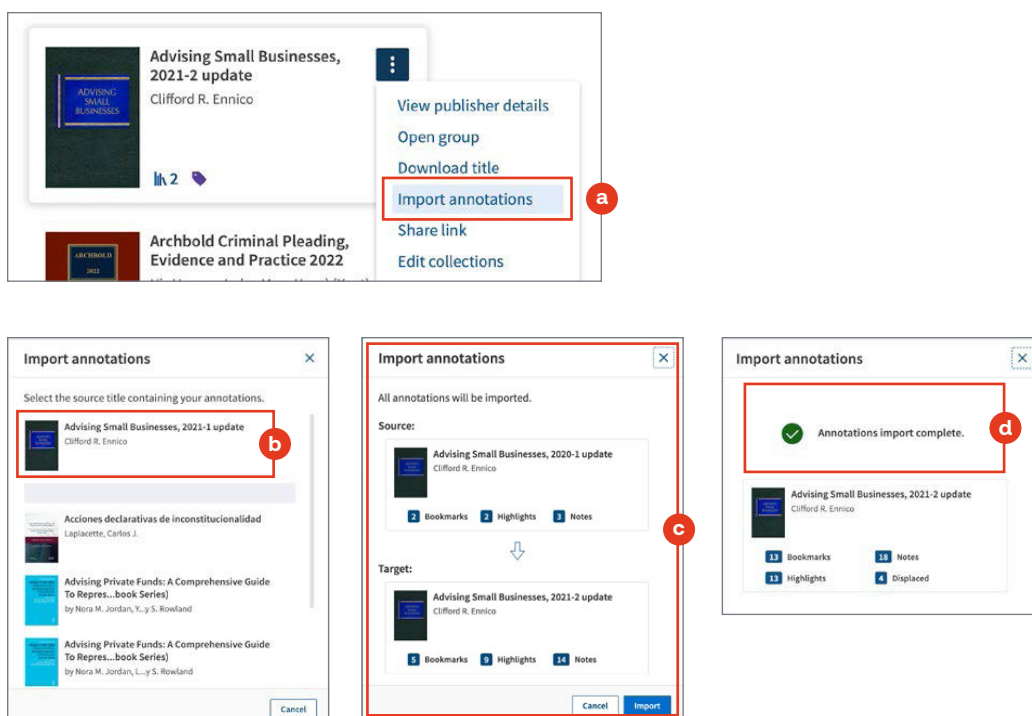 Advising Small Businesses,
2021-2 update
Clifford R. Ennico
ADVISING
SMALL
BUSINESSES
2
View publisher details
Open group
Download title
Import annotations
a
Share link
Edit collections
Archbold Criminal Pleading,
Evidence and Practice 2022
ARCHBOLD
2022
Import annotations
Select the source title containing your annotations.
Advising Small Businesses, 2021-1 update
Clifford R. Ennico
b
Acciones declarativas de inconstitucionalidad
Laplacette, Carlos J.
Advising Private Funds: A Comprehensive Guide
To Repres...book Series)
by Nora M. Jordan, Y...y S. Rowland
Advising Private Funds: A Comprehensive Guide
To Repres...book Series)
by Nora M. Jordan, L...y S. Rowland
Cancel
Import annotations
All annotations will be imported.
Source:
Advising Small Businesses, 2020-1 update
Clifford R. Ennico
2 Bookmarks 2 Highlights 3 Notes
c
Target:
Advising Small Businesses, 2021-2 update
Clifford R. Ennico
5 Bookmarks 9 Highlights 14 Notes
Cancel Import
Import annotations
Annotations import complete.
d
Advising Small Businesses, 2021-2 update
Clifford R. Ennico
13 Bookmarks 18 Notes
13 Highlights 4 Displaced